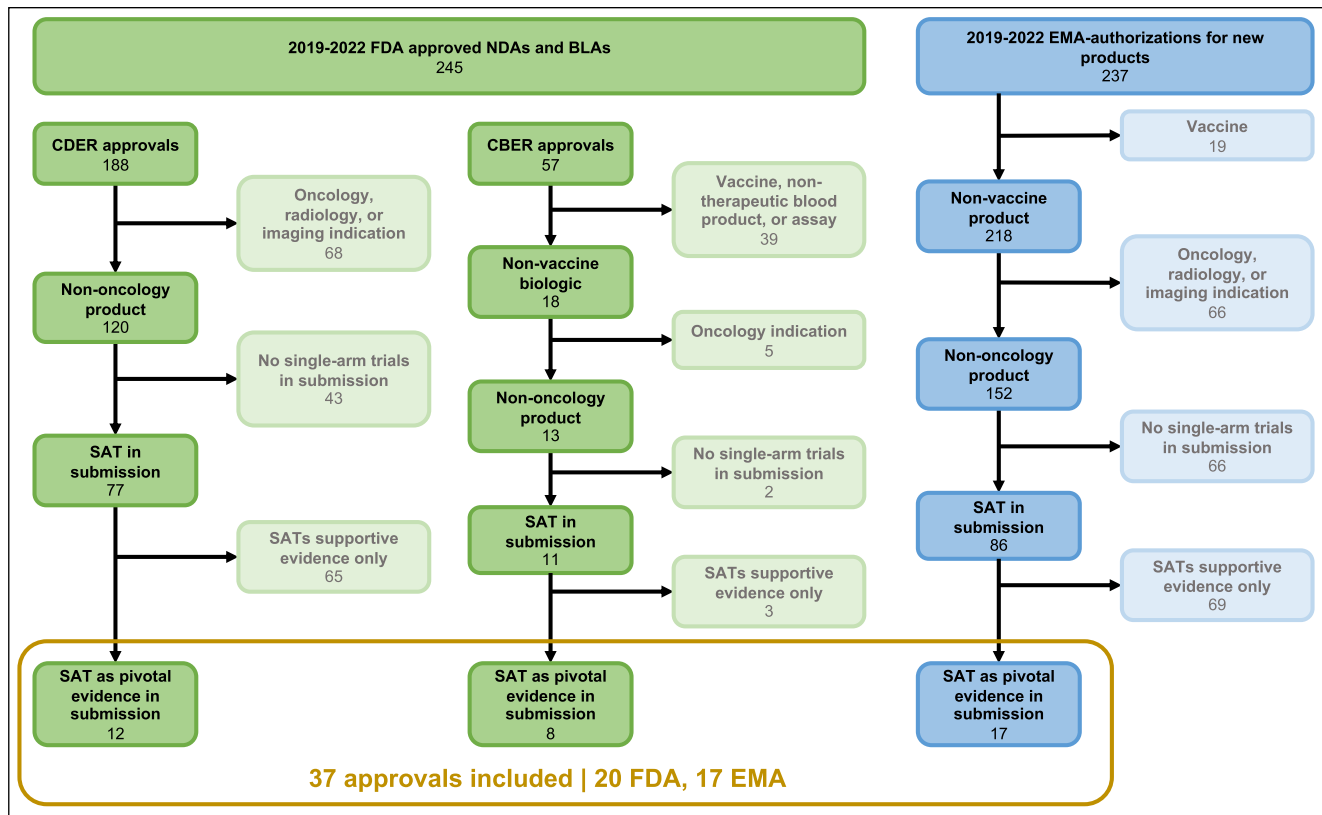 2019-2022 FDA approved NDAs and BLAs
245
2019-2022 EMA-authorizations for new
products
237
CDER approvals
188
Oncology,
radiology, or
imaging indication
68
Non-oncology
product
120
No single-arm trials
in submission
43
SAT in
submission
77
SATs supportive
evidence only
65
SAT as pivotal
evidence in
submission
12
CBER approvals
57
Vaccine, non-
therapeutic blood
product, or assay
39
Non-vaccine
biologic
18
Oncology indication
5
Non-oncology
product
13
No single-arm trials
in submission
2
SAT in
submission
11
SATs supportive
evidence only
3
SAT as pivotal
evidence in
submission
8
Vaccine
19
Non-vaccine
product
218
Oncology,
radiology, or
imaging indication
66
Non-oncology
product
152
No single-arm trials
in submission
66
SAT in
submission
86
SATs supportive
evidence only
69
SAT as pivotal
evidence in
submission
17
37 approvals included | 20 FDA, 17 EMA